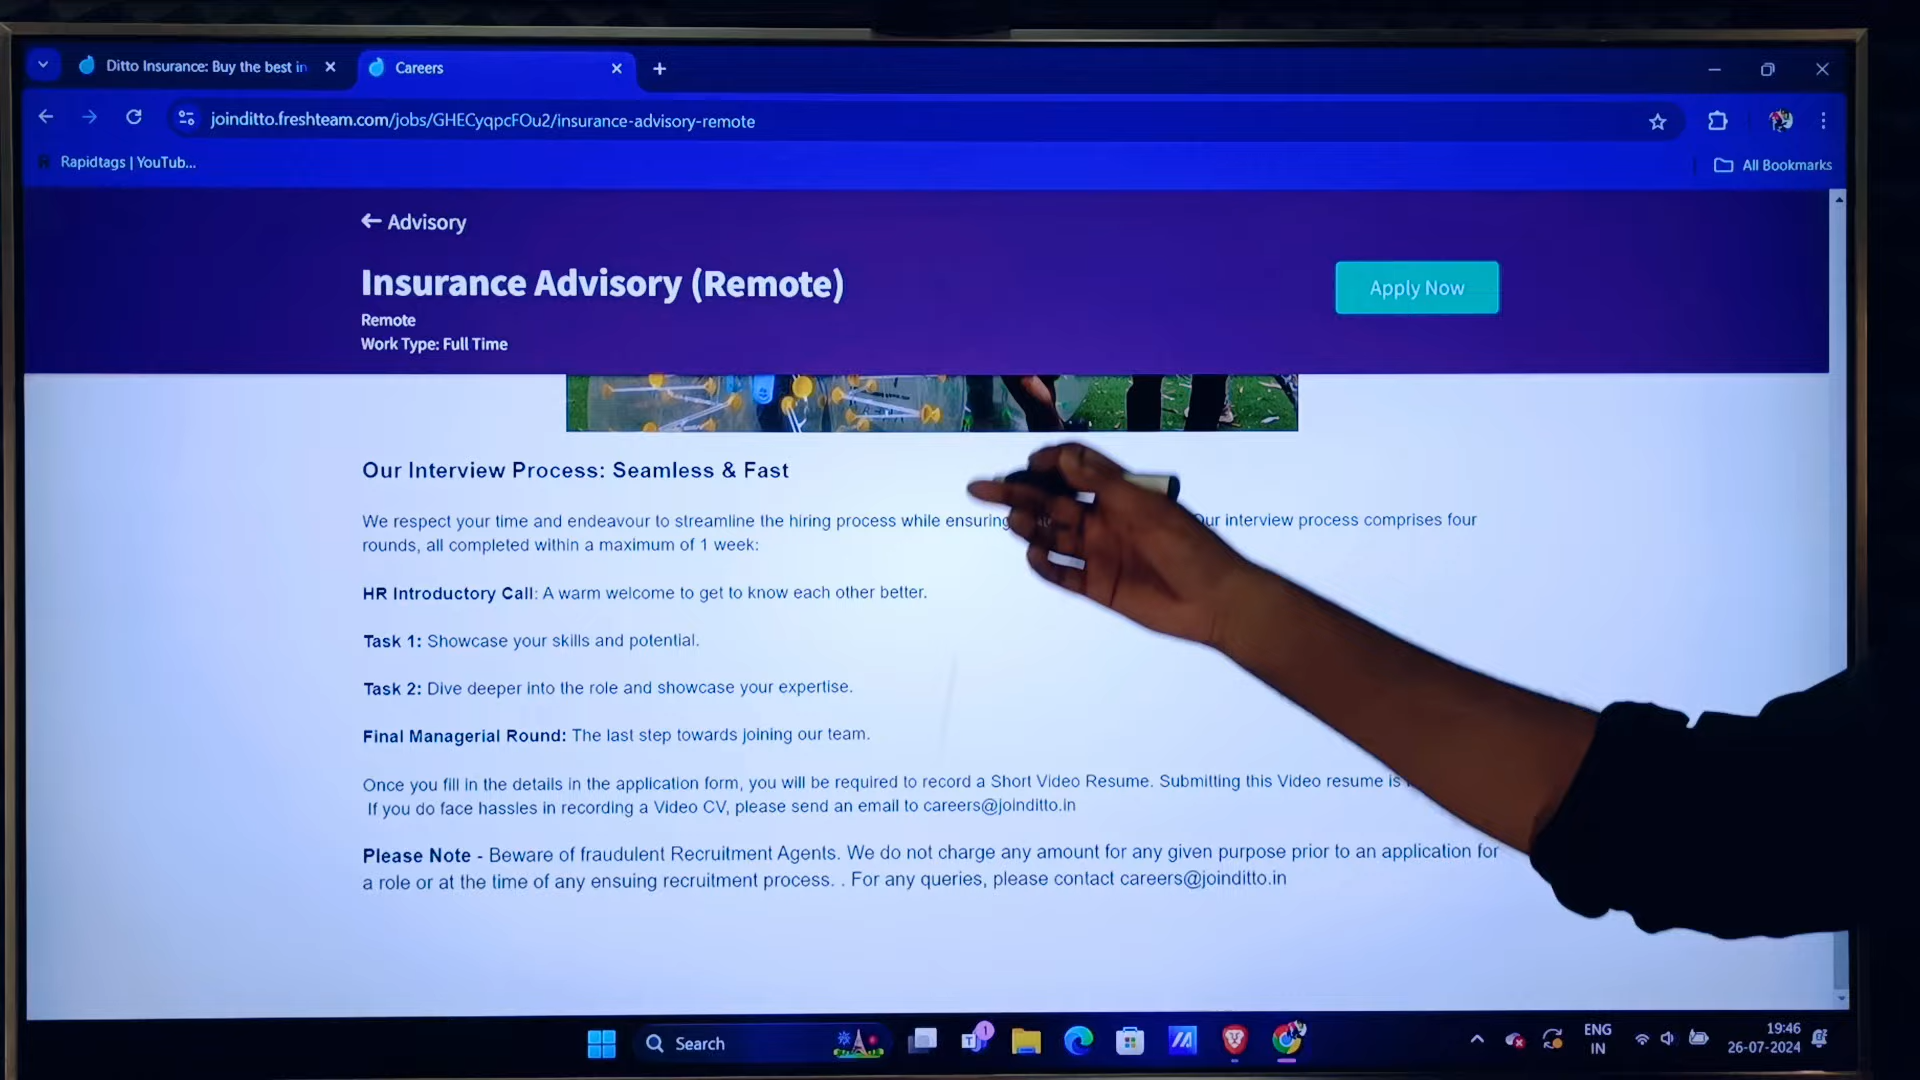 Ditto Insurance: Buy the best in
Careers
joinditto.freshteam.com/jobs/GHECyqpcFOu2/insurance-advisory-remote
Rapidtags | YouTub...
All Bookmarks
← Advisory
Insurance Advisory (Remote)
Apply Now
Remote
Work Type: Full Time
Our Interview Process: Seamless & Fast
We respect your time and endeavour to streamline the hiring process while ensuring Our interview process comprises four
rounds, all completed within a maximum of 1 week:
HR Introductory Call: A warm welcome to get to know each other better.
Task 1: Showcase your skills and potential.
Task 2: Dive deeper into the role and showcase your expertise.
Final Managerial Round: The last step towards joining our team.
Once you fill in the details in the application form, you will be required to record a Short Video Resume. Submitting this Video resume is
If you do face hassles in recording a Video CV, please send an email to careers@joinditto.in
Please Note - Beware of fraudulent Recruitment Agents. We do not charge any amount for any given purpose prior to an application for
a role or at the time of any ensuing recruitment process. . For any queries, please contact careers@joinditto.in
Search
1
ENG
IN
19:46
26-07-2024